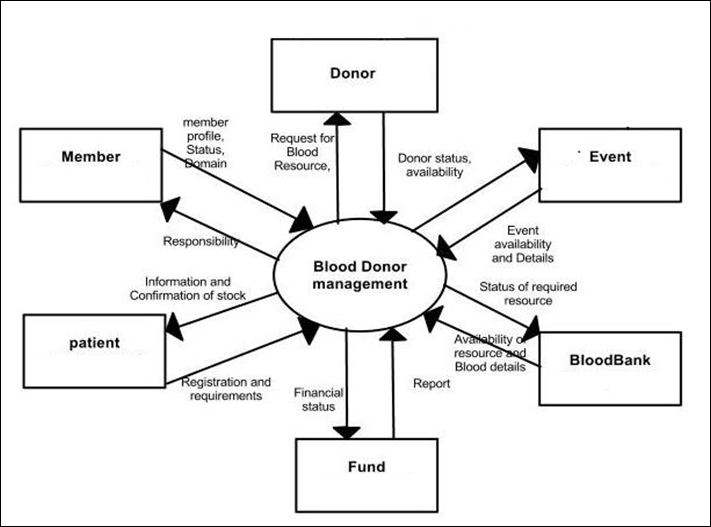 Donor
member
profile,
Status,
Domain
Request for
Blood
Resource,
Member
Donor status,
availability
Event
Responsibility
Event
availability
and Details
Blood Donor
management
Information and
Confirmation of stock
Status of required
resource
patient
Availability of
resource and
Blood details
BloodBank
Registration and
requirements
Financial
status
Report
Fund